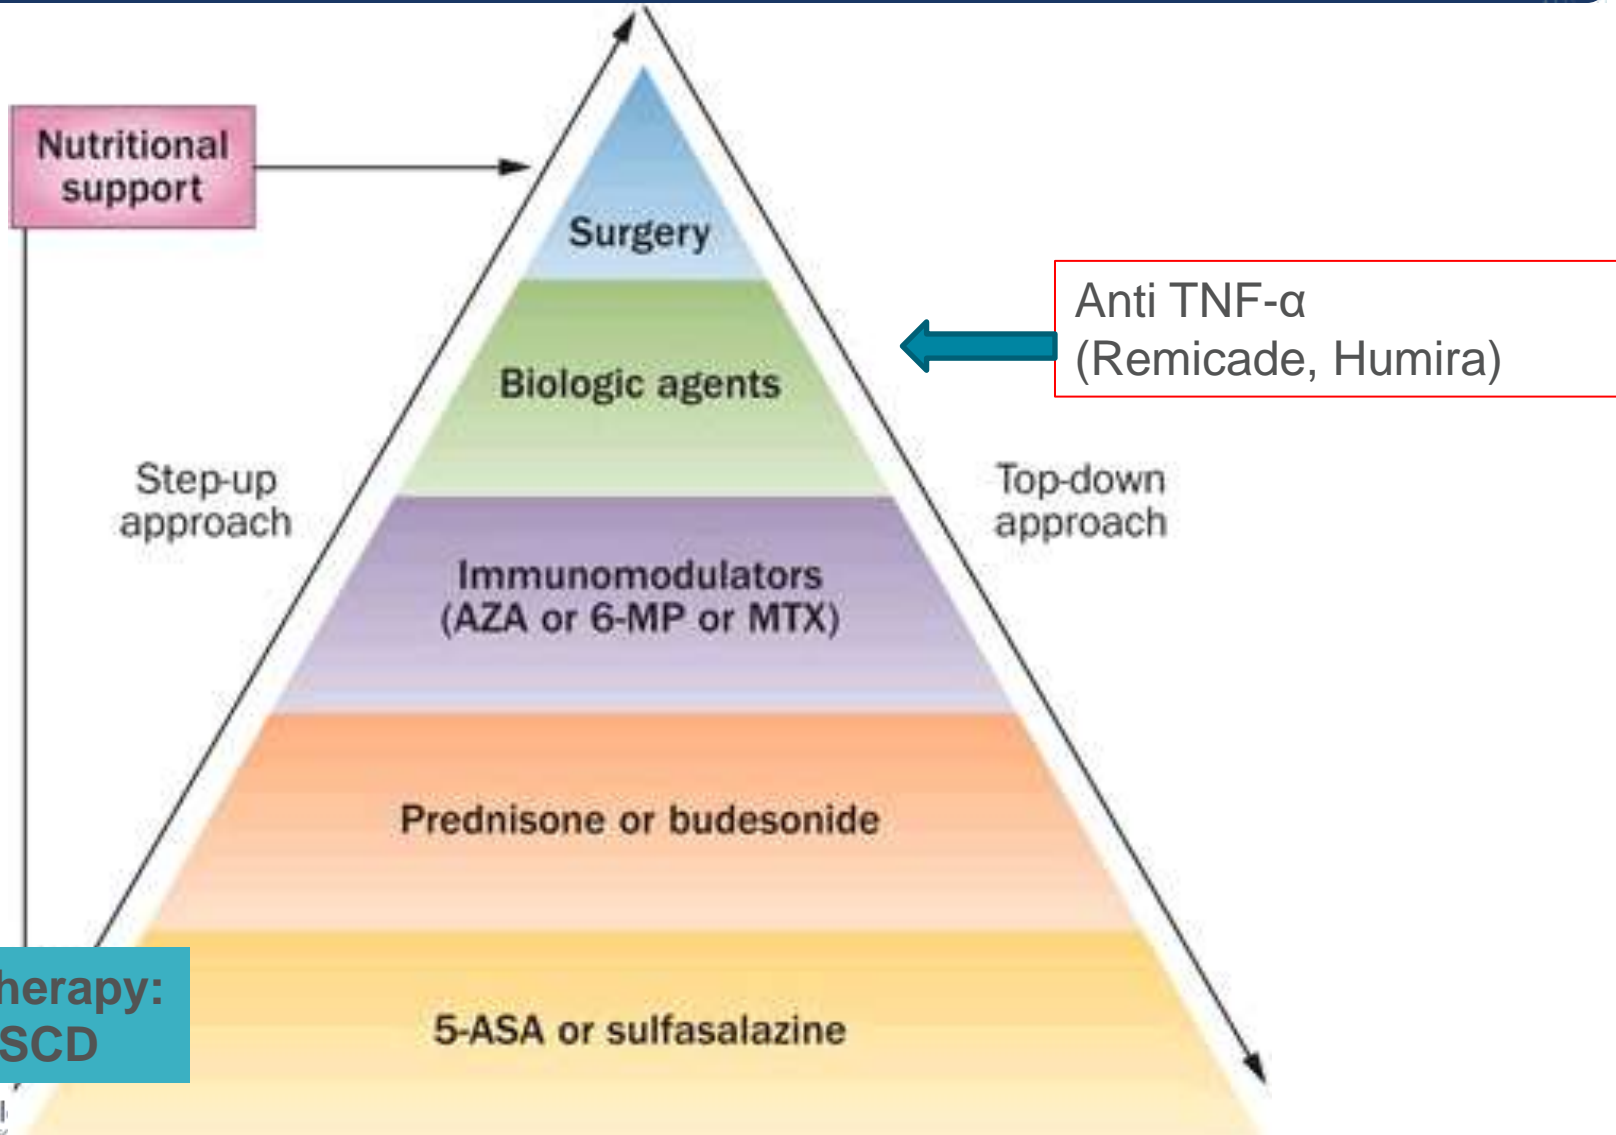 Nutritional
support
Surgery
Anti TNF-α
(Remicade, Humira)
Biologic agents
Step-up
approach
Top-down
approach
Immunomodulators
(AZA or 6-MP or MTX)
Prednisone or budesonide
herapy:
SCD
5-ASA or sulfasalazine